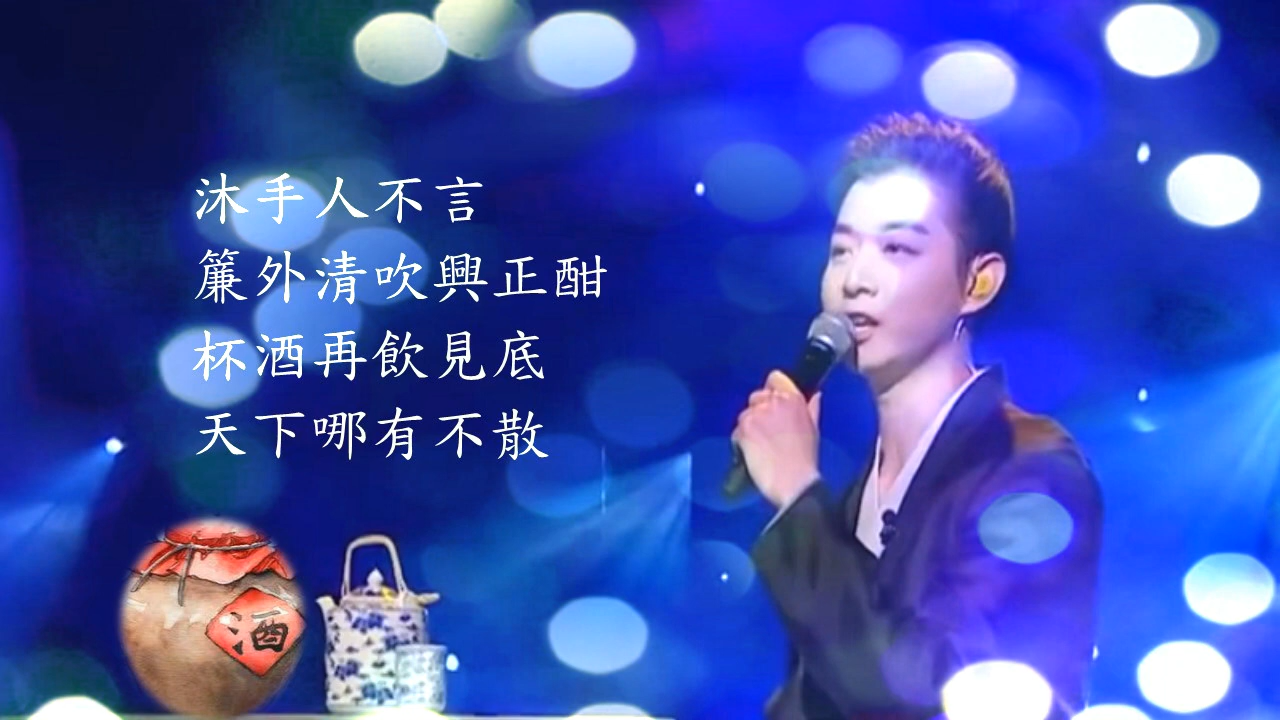 沐手人不言
簾外清吹興正酣
杯酒再飲見底
天下哪有不散
酒